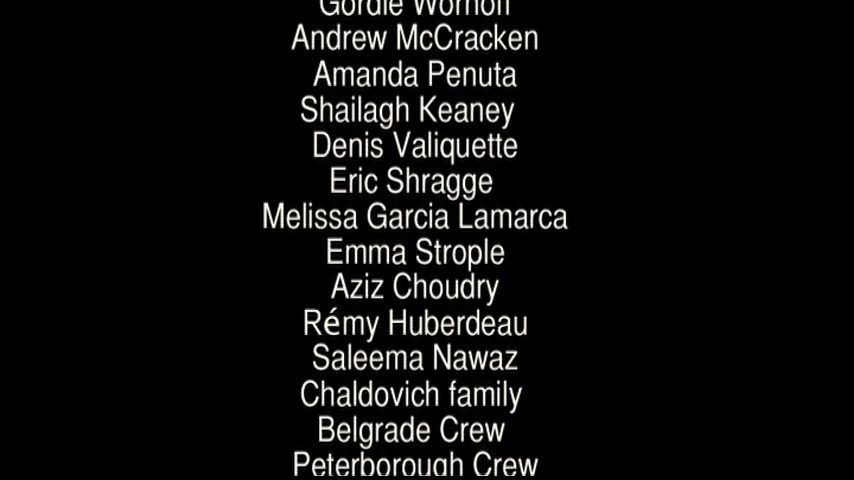 Gordie
Andrew McCracken
Amanda Penuta
Shailagh Keaney
Denis Valiquette
Eric Shragge
Melissa Garcia Lamarca
Emma Strople
Aziz Choudry
Rémy Huberdeau
Saleema Nawaz
Chaldovich family
Belgrade Crew
Peterborough Crew